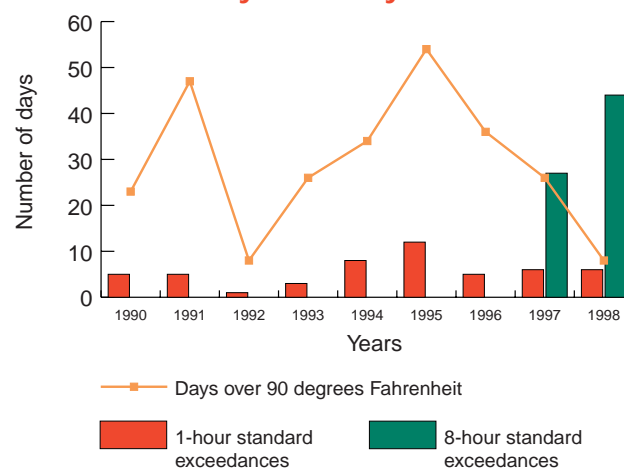 60
50
40
30
20
10
0
Number of days
1990 1991 1992 1993 1994 1995 1996 1997 1998
Years
Days over 90 degrees Fahrenheit
1-hour standard
exceedances
8-hour standard
exceedances